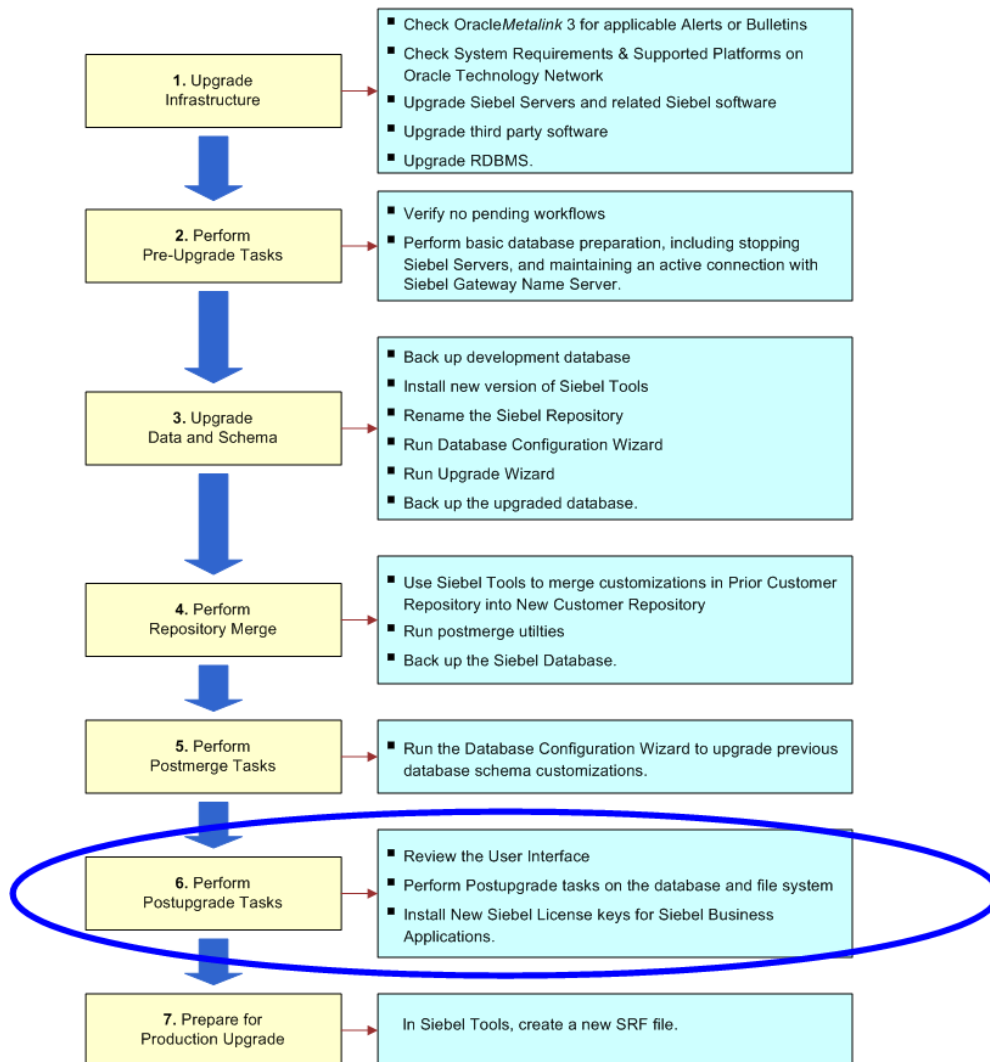 1. Upgrade
Infrastructure
■ Check OracleMetalink 3 for applicable Alerts or Bulletins
■ Check System Requirements & Supported Platforms on
Oracle Technology Network
■ Upgrade Siebel Servers and related Siebel software
■ Upgrade third party software
■ Upgrade RDBMS.
2. Perform
Pre-Upgrade Tasks
■ Verify no pending workflows
■ Perform basic database preparation, including stopping
Siebel Servers, and maintaining an active connection with
Siebel Gateway Name Server.
3. Upgrade
Data and Schema
■ Back up development database
■ Install new version of Siebel Tools
■ Rename the Siebel Repository
■ Run Database Configuration Wizard
■ Run Upgrade Wizard
■ Back up the upgraded database.
4. Perform
Repository Merge
■ Use Siebel Tools to merge customizations in Prior Customer
Repository into New Customer Repository
■ Run postmerge utilties
■ Back up the Siebel Database.
5. Perform
Postmerge Tasks
■ Run the Database Configuration Wizard to upgrade previous
database schema customizations.
6. Perform
Postupgrade Tasks
■ Review the User Interface
■ Perform Postupgrade tasks on the database and file system
■ Install New Siebel License keys for Siebel Business
Applications.
7. Prepare for
Production Upgrade
In Siebel Tools, create a new SRF file.